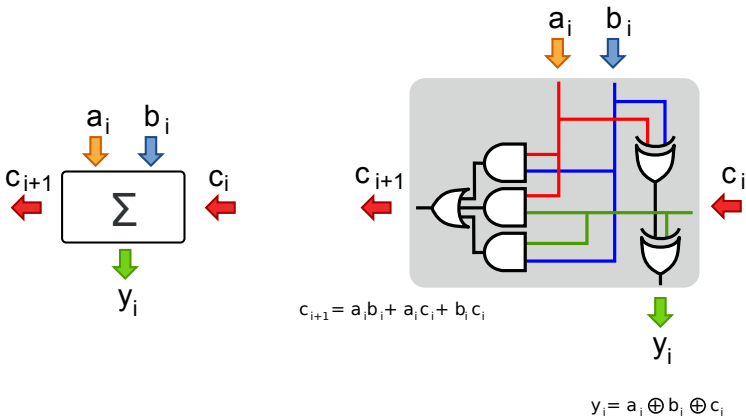 a_i b_i
c_{i+1} Σ c_i
y_i
a_i b_i
c_{i+1} c_i
y_i
c_{i+1} = a_i b_i + a_i c_i + b_i c_i
y_i = a_i ⊕ b_i ⊕ c_i